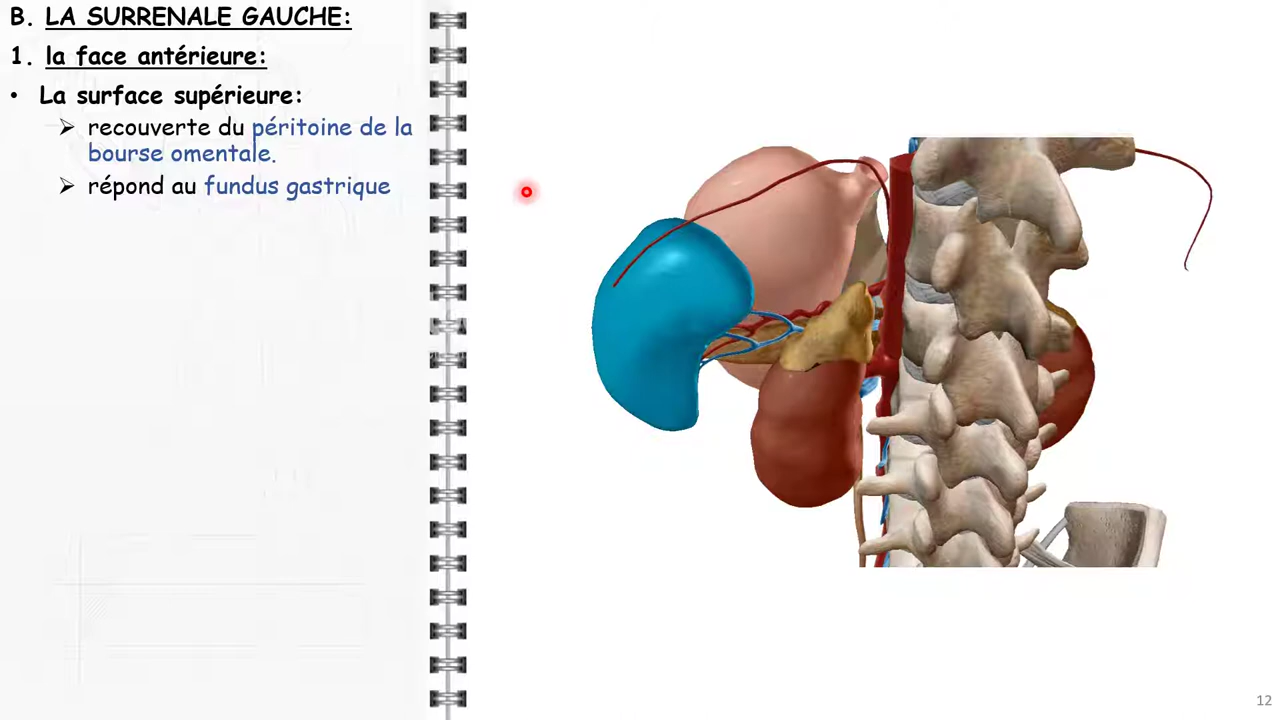 B. LA SURRENALE GAUCHE:
1. la face antérieure:
• La surface supérieure:
➢ recouverte du péritoine de la
bourse omentale.
➢ répond au fundus gastrique
12